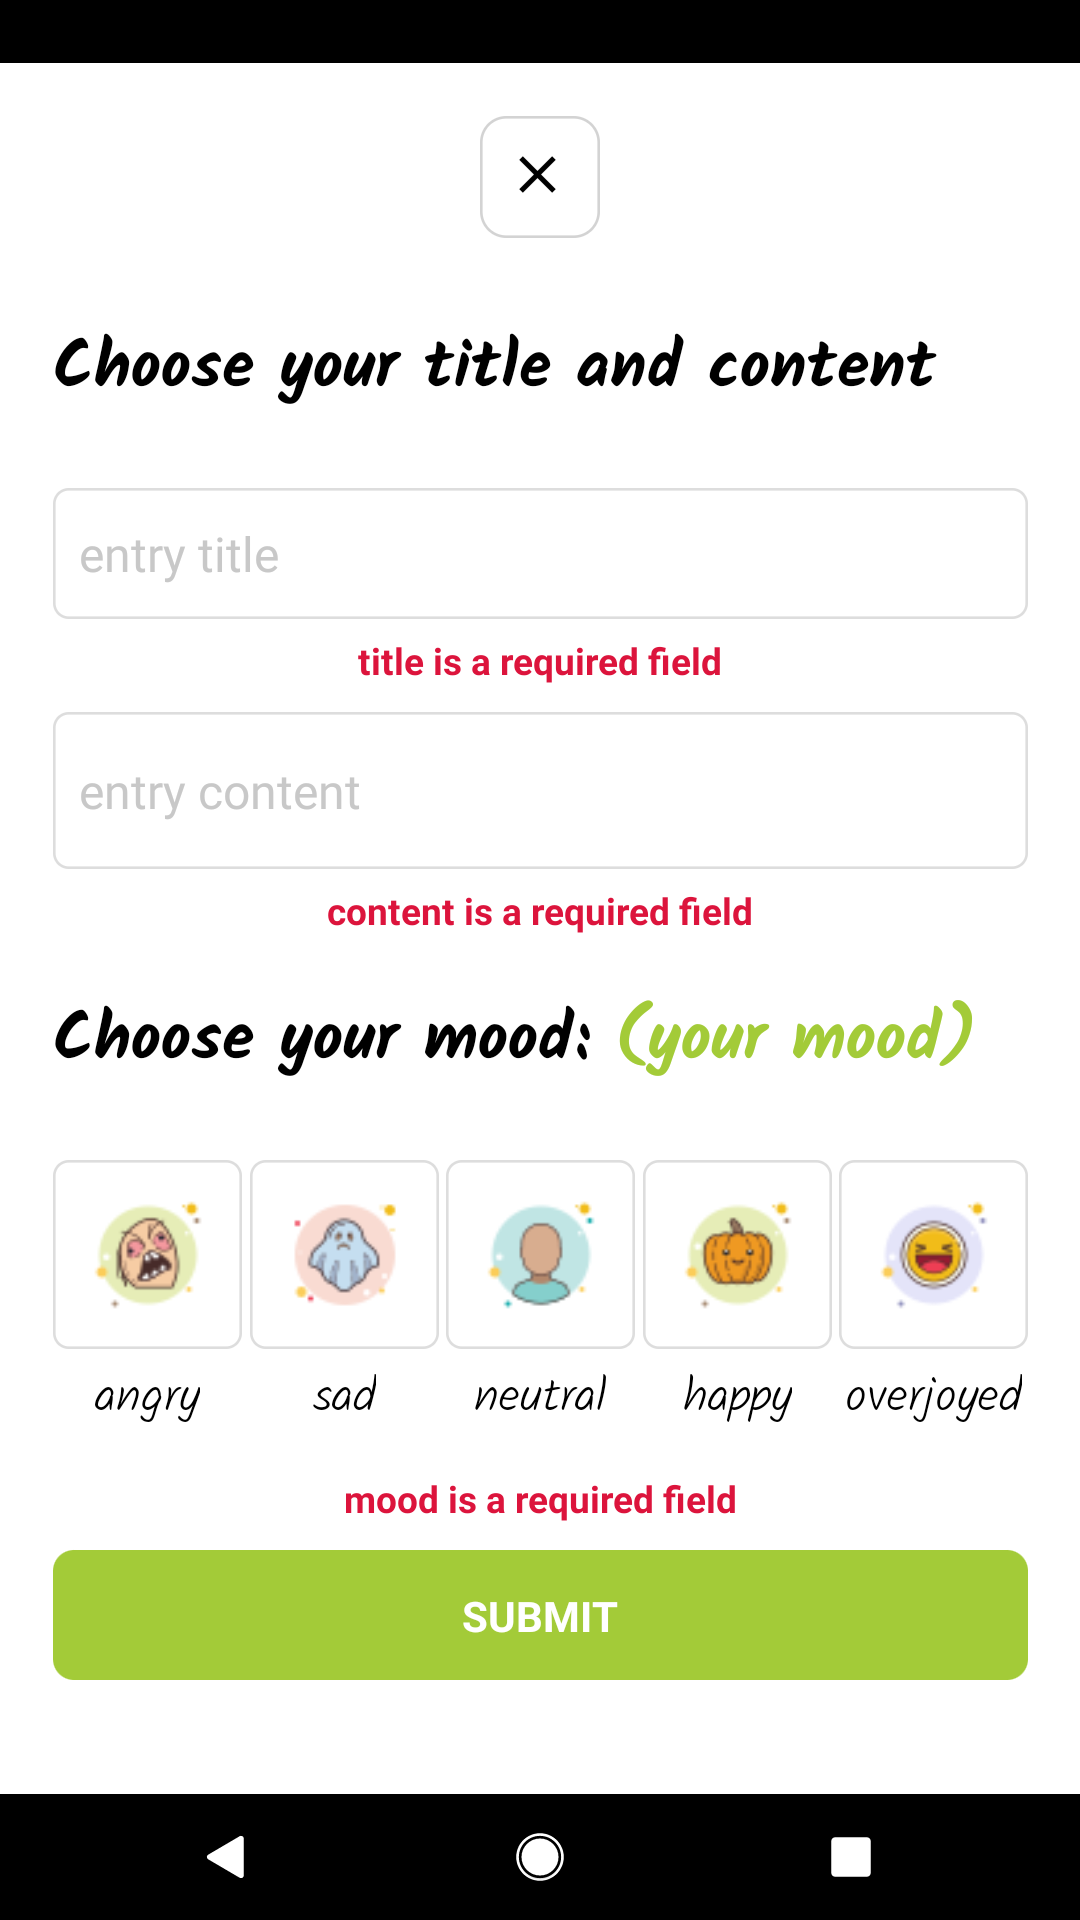 Choose your title and content
entry title
title is a required field
entry content
content is a required field
Choose your mood: (your mood)
angry sad neutral happy overjoyed
mood is a required field
SUBMIT